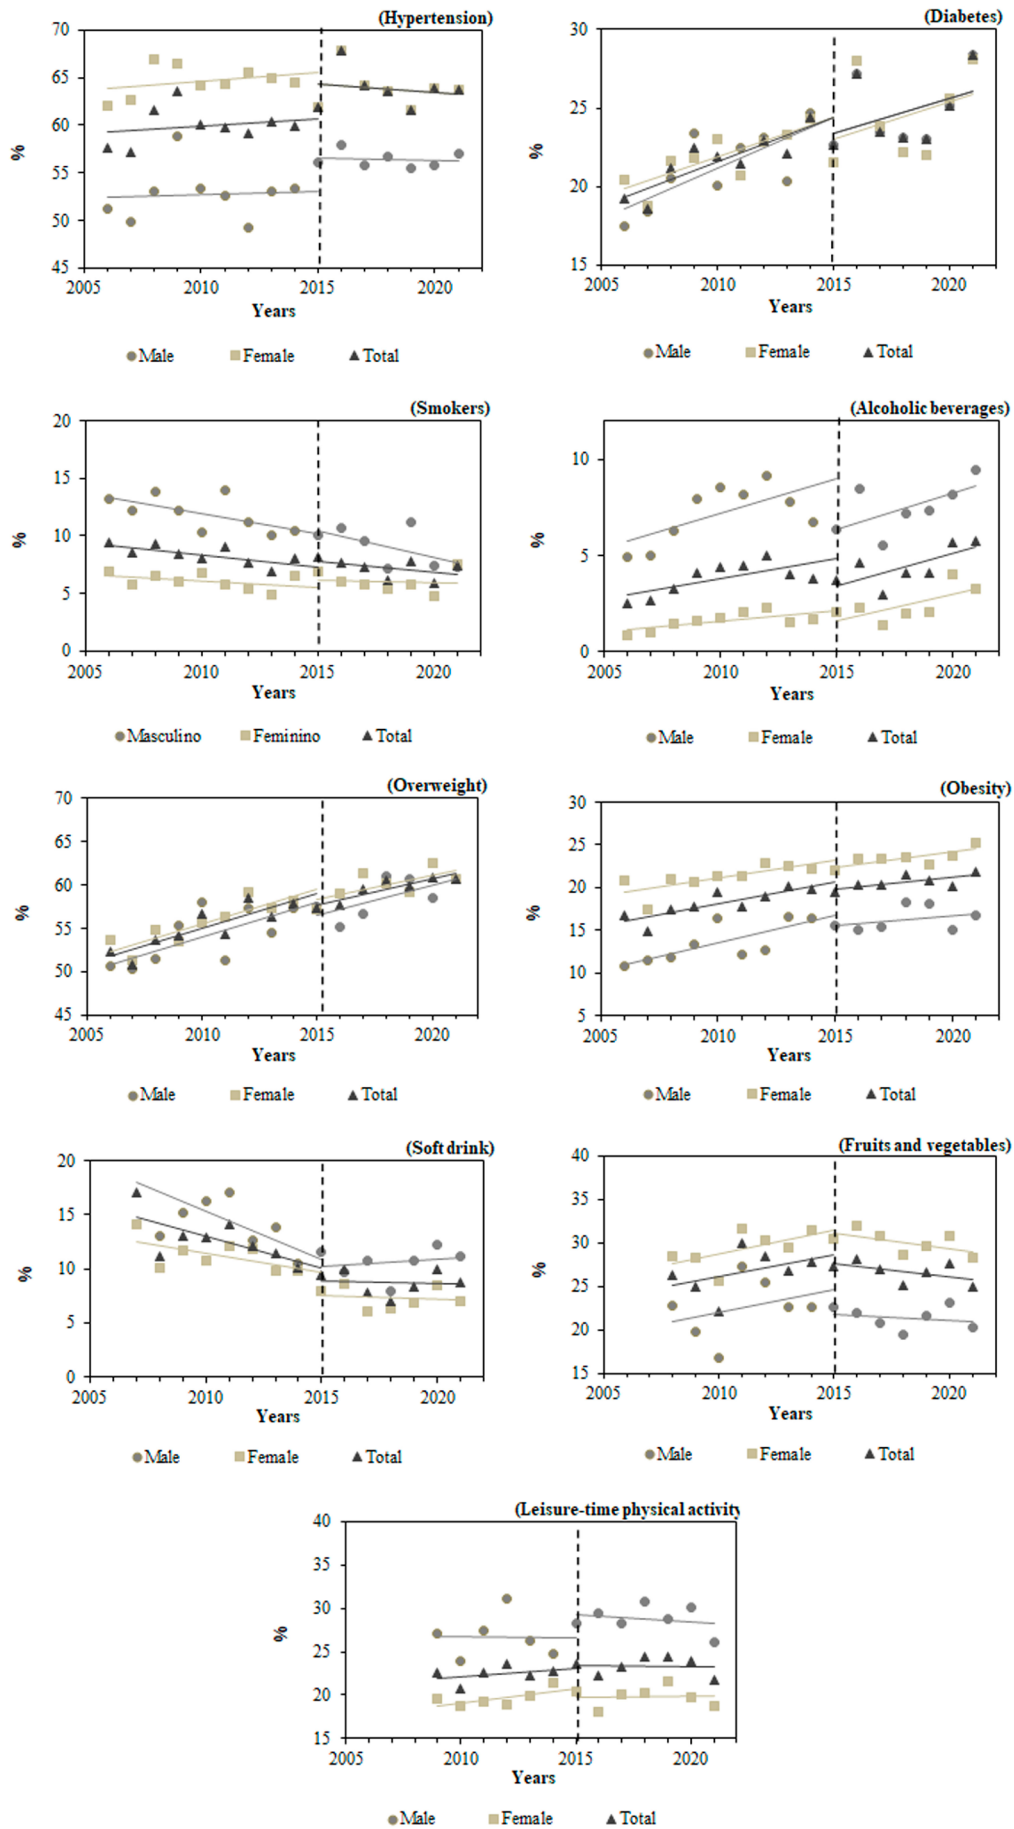 (Hypertension)
70
65
60
55
50
45
%
2005 2010 2015 2020
Years
Male Female Total
(Diabetes)
30
25
20
15
%
2005 2010 2015 2020
Years
Male Female Total
(Smokers)
20
15
10
5
0
%
2005 2010 2015 2020
Years
Masculino Feminino Total
(Alcoholic beverages)
10
5
0
%
2005 2010 2015 2020
Years
Male Female Total
(Overweight)
70
65
60
55
50
45
%
2005 2010 2015 2020
Years
Male Female Total
(Obesity)
30
25
20
15
10
5
%
2005 2010 2015 2020
Years
Male Female Total
(Soft drink)
20
15
10
5
0
%
2005 2010 2015 2020
Years
Male Female Total
(Fruits and vegetables)
40
35
30
25
20
15
%
2005 2010 2015 2020
Years
Male Female Total
(Leisure-time physical activity
40
35
30
25
20
15
%
2005 2010 2015 2020
Years
Male Female Total